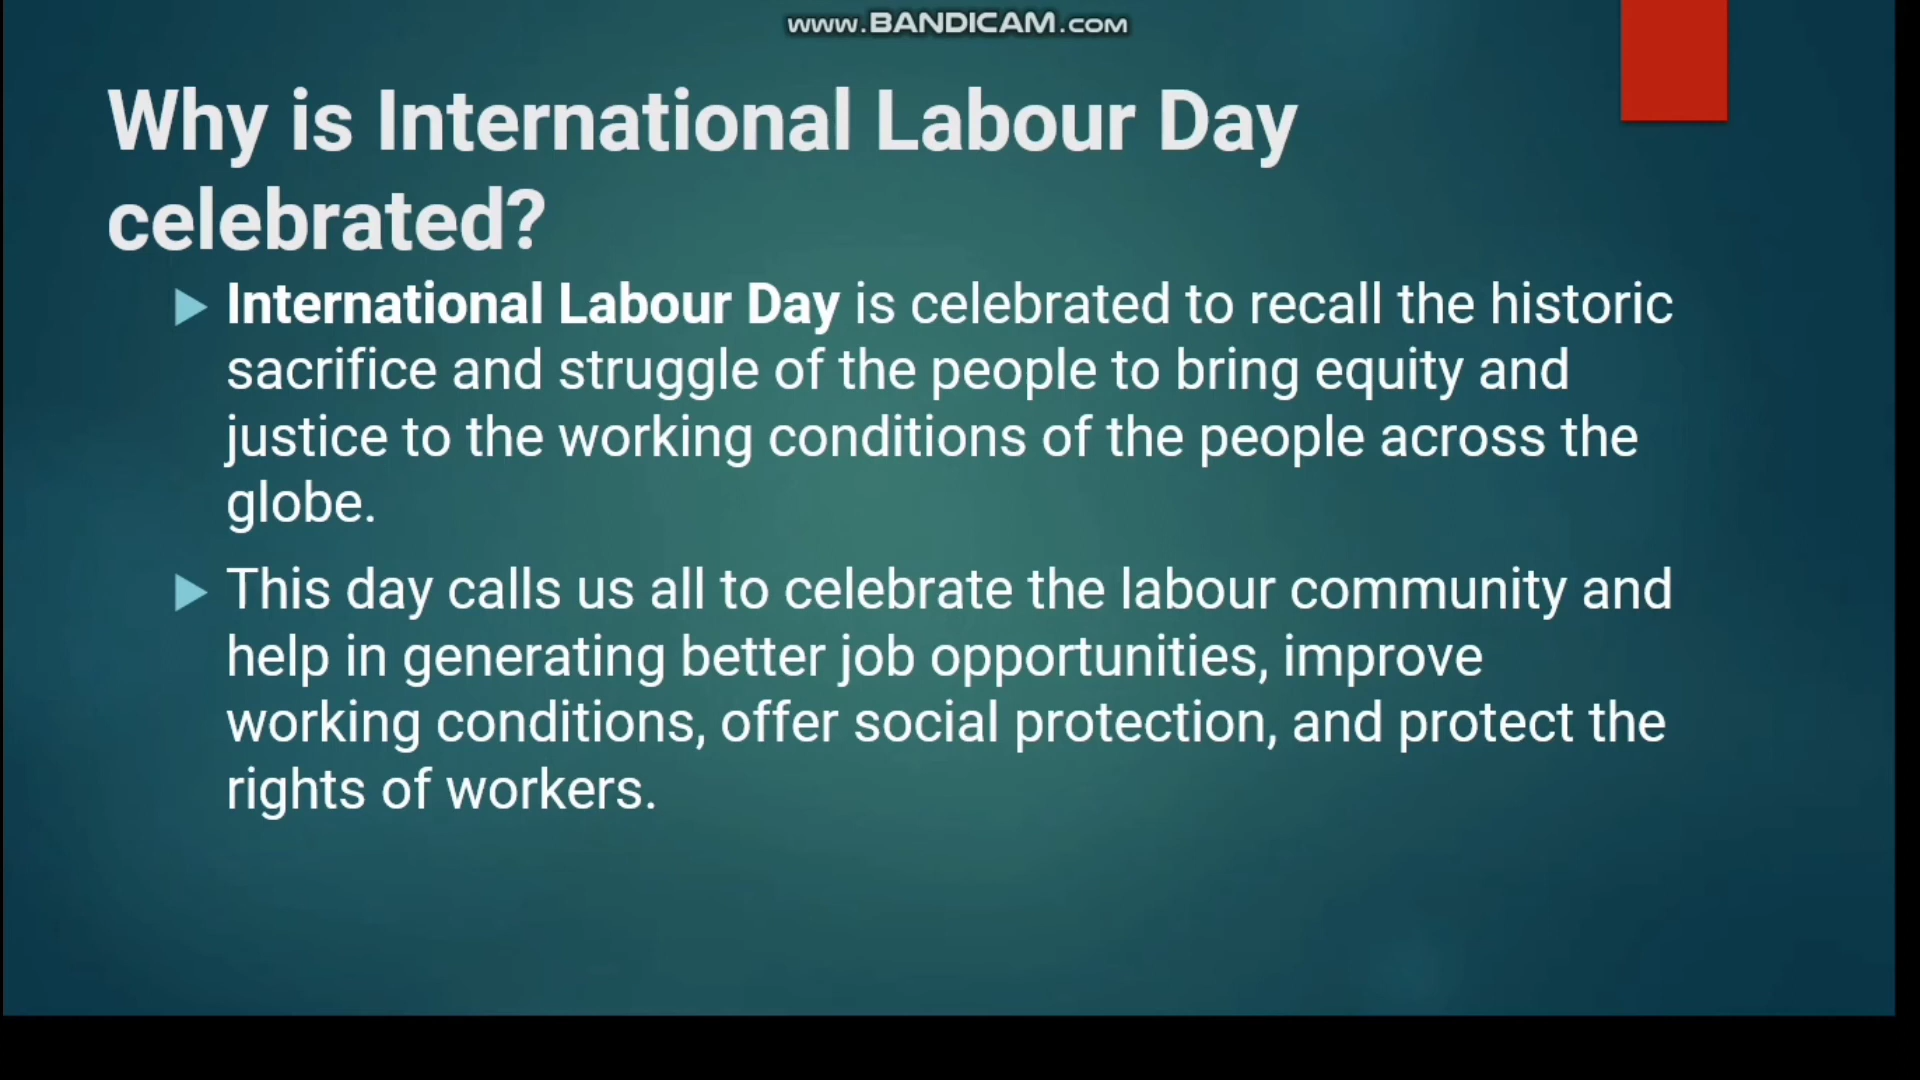 www.BANDICAM.com
Why is International Labour Day
celebrated?
International Labour Day is celebrated to recall the historic
sacrifice and struggle of the people to bring equity and
justice to the working conditions of the people across the
globe.
This day calls us all to celebrate the labour community and
help in generating better job opportunities, improve
working conditions, offer social protection, and protect the
rights of workers.